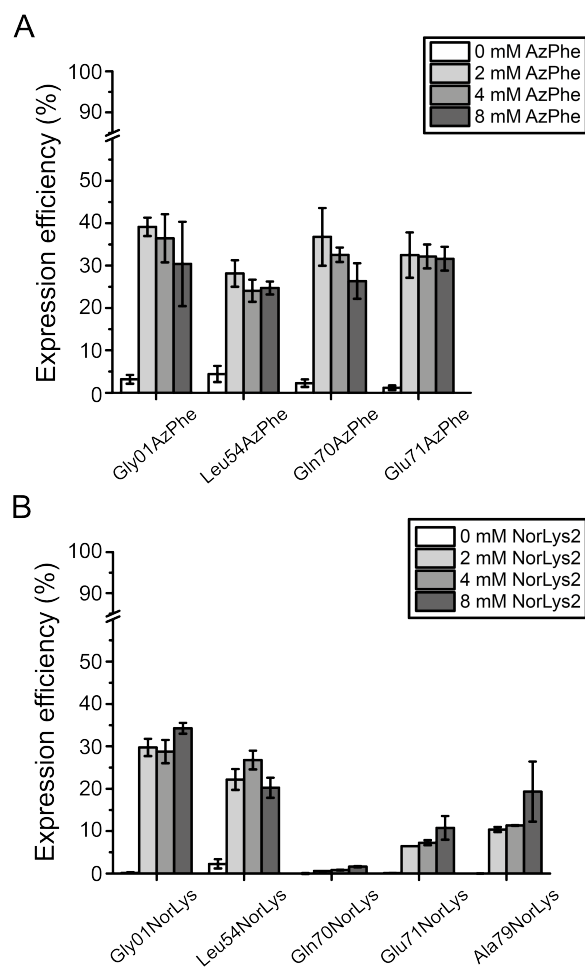 A
0 mM AzPhe
2 mM AzPhe
4 mM AzPhe
8 mM AzPhe
Expression efficiency (%)
100
90
50
40
30
20
10
0
Gly01AzPhe
Leu54AzPhe
Gln70AzPhe
Glu71AzPhe
B
0 mM NorLys2
2 mM NorLys2
4 mM NorLys2
8 mM NorLys2
Expression efficiency (%)
100
90
50
40
30
20
10
0
Gly01NorLys
Leu54NorLys
Gln70NorLys
Glu71NorLys
Ala79NorLys